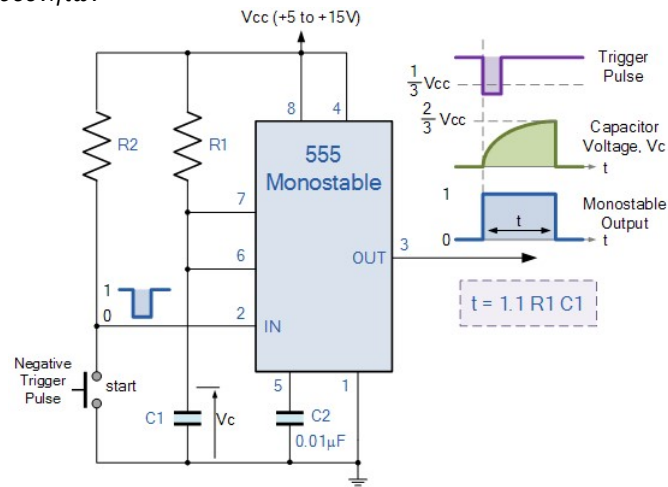 Vcc (+5 to +15V)
Trigger
Pulse
1/3 Vcc
2/3 Vcc
Capacitor
Voltage, Vc
t
1
0
t
t
Monostable
Output
t = 1.1 R1 C1
8
4
R2
R1
555
Monostable
7
6
OUT
3
1
0
2
IN
Negative
Trigger
Pulse
start
5
1
C1
Vc
C2
0.01µF